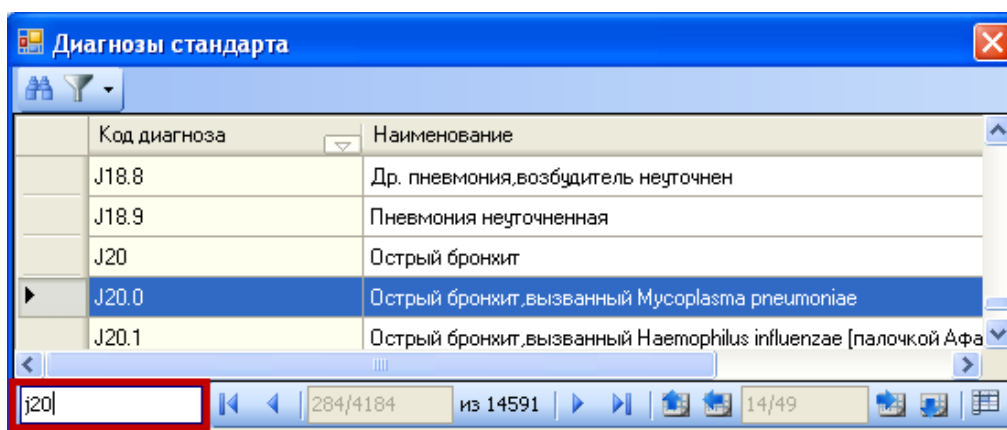 Диагнозы стандарта
Код диагноза Наименование
J18.8 Др. пневмония,возбудитель неуточнен
J18.9 Пневмония неуточненная
J20 Острый бронхит
J20.0 Острый бронхит,вызванный Mycoplasma pneumoniae
J20.1 Острый бронхит,вызванный Haemophilus influenzae [палочкой Афа
j20 284/4184 из 14591 14/49